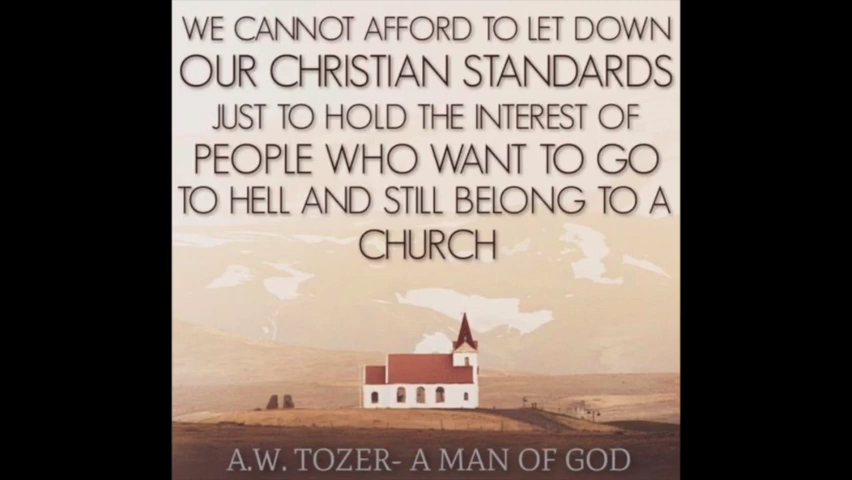 WE CANNOT AFFORD TO LET DOWN
OUR CHRISTIAN STANDARDS
JUST TO HOLD THE INTEREST OF
PEOPLE WHO WANT TO GO
TO HELL AND STILL BELONG TO A
CHURCH
A.W. TOZER- A MAN OF GOD